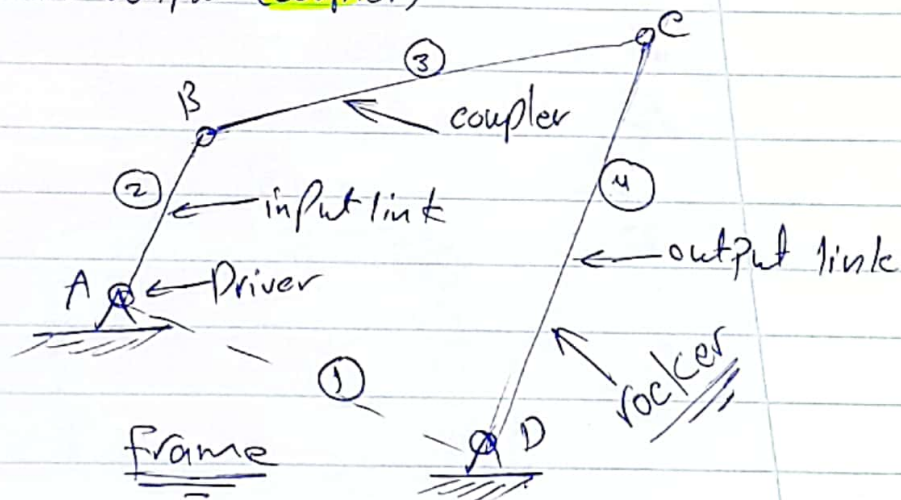 C
③
B
coupler
②
④
input link
output link
A
Driver
①
rocker
D
frame